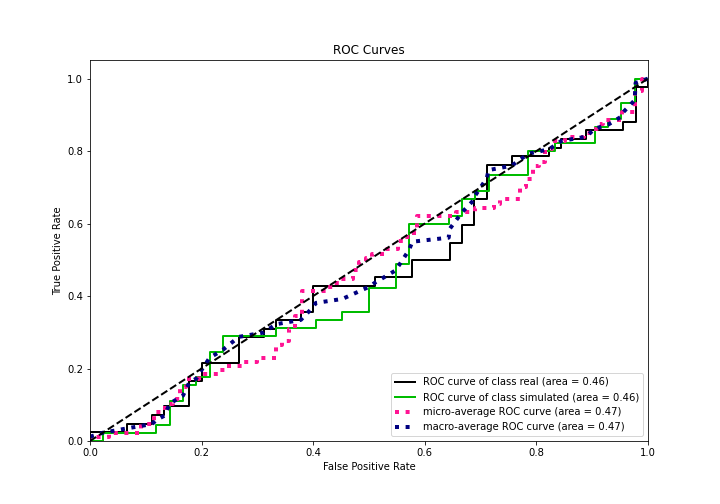 ROC Curves
True Positive Rate
1.0
0.8
0.6
0.4
0.2
0.0
ROC curve of class real (area = 0.46)
ROC curve of class simulated (area = 0.46)
micro-average ROC curve (area = 0.47)
macro-average ROC curve (area = 0.47)
0.0 0.2 0.4 0.6 0.8 1.0
False Positive Rate